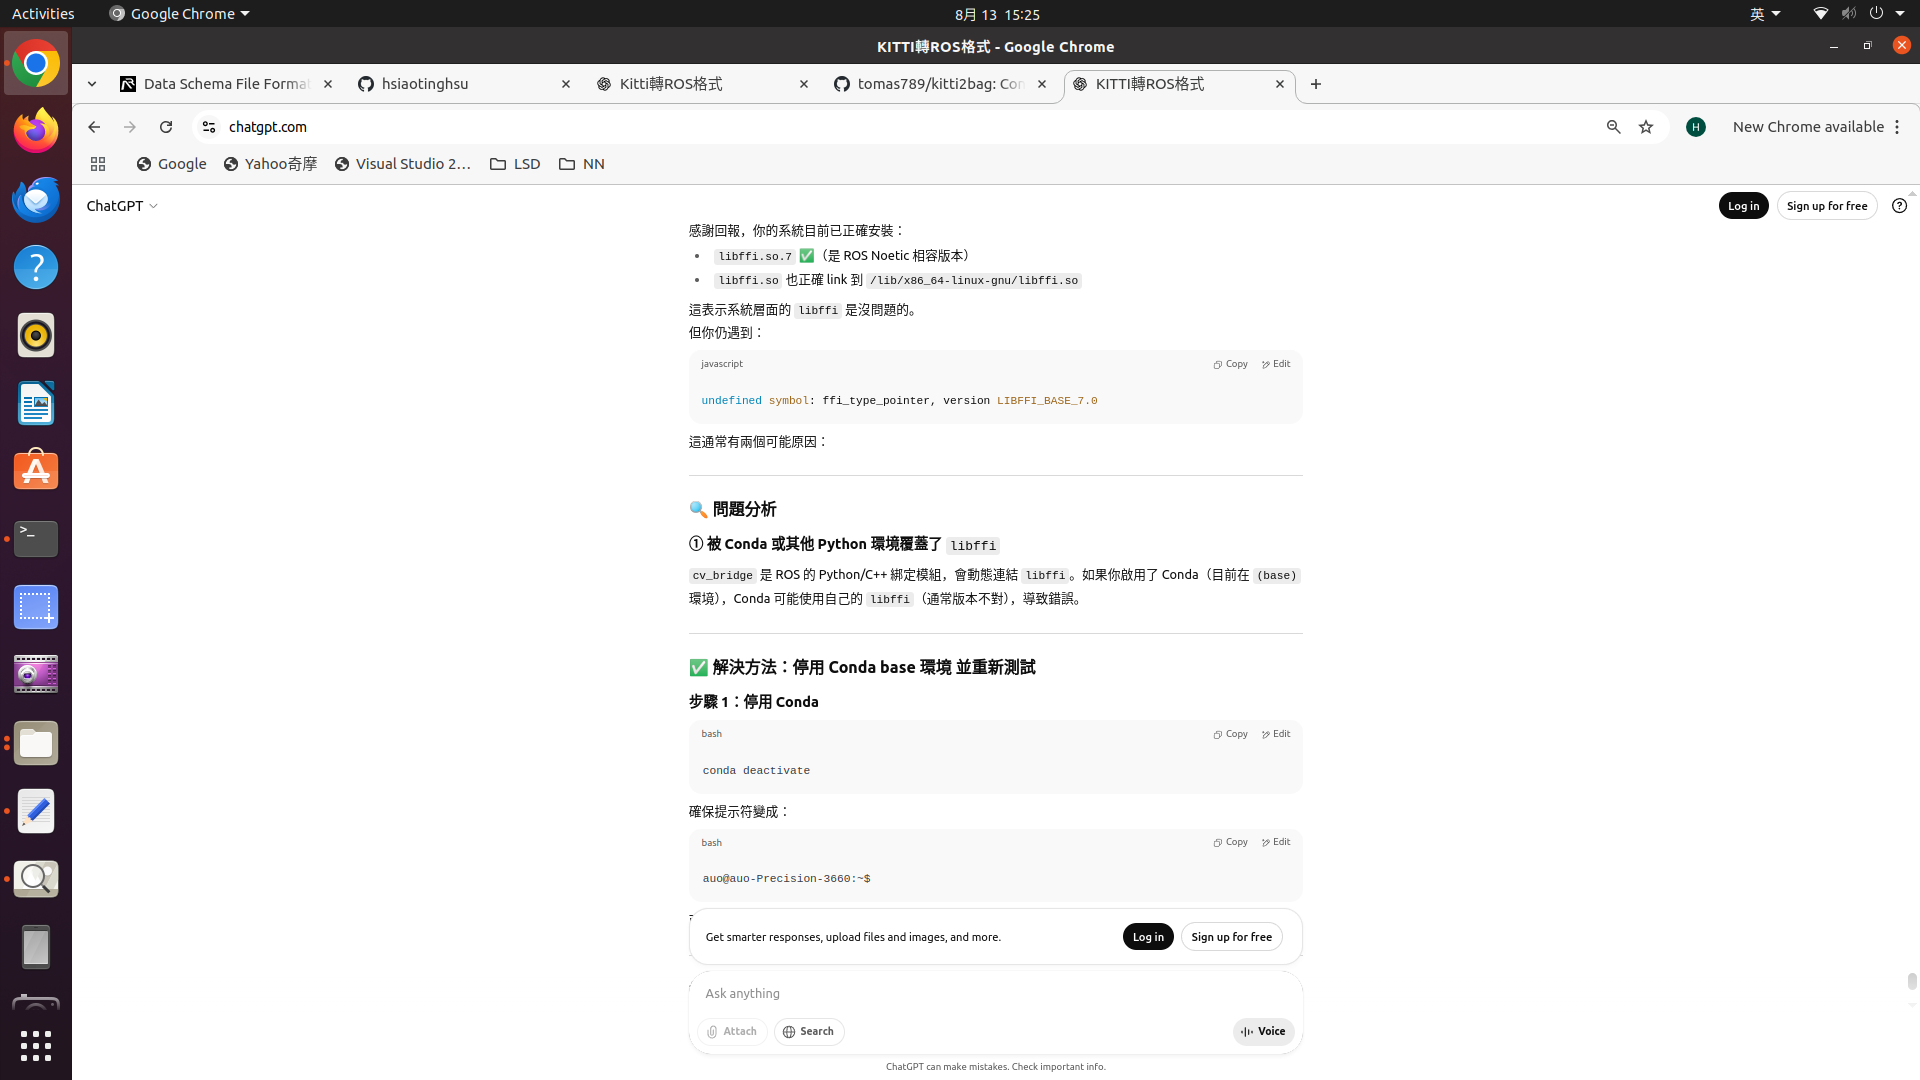 Activities
Google Chrome
8月 13 15:25
英
KITTI轉ROS格式 - Google Chrome
Data Schema File Format
hsiaotinghsu
Kitti轉ROS格式
tomas789/kitti2bag: Con
KITTI轉ROS格式
chatgpt.com
H
New Chrome available
Google
Yahoo奇摩
Visual Studio 2...
LSD
NN
ChatGPT
Log in
Sign up for free
感謝回報，你的系統目前已正確安裝：
libffi.so.7 ✅（是 ROS Noetic 相容版本）
libffi.so 也正確 link 到 /lib/x86_64-linux-gnu/libffi.so
這表示系統層面的 libffi 是沒問題的。
但你仍遇到：
javascript
Copy
Edit
undefined symbol: ffi_type_pointer, version LIBFFI_BASE_7.0
這通常有兩個可能原因：
🔍 問題分析
① 被 Conda 或其他 Python 環境覆蓋了 libffi
cv_bridge 是 ROS 的 Python/C++ 綁定模組，會動態連結 libffi。如果你啟用了 Conda（目前在 (base)
環境），Conda 可能使用自己的 libffi（通常版本不對），導致錯誤。
✅ 解決方法：停用 Conda base 環境 並重新測試
步驟 1：停用 Conda
bash
Copy
Edit
conda deactivate
確保提示符變成：
bash
Copy
Edit
auo@auo-Precision-3660:~$
Get smarter responses, upload files and images, and more.
Log in
Sign up for free
Ask anything
Attach
Search
Voice
ChatGPT can make mistakes. Check important info.